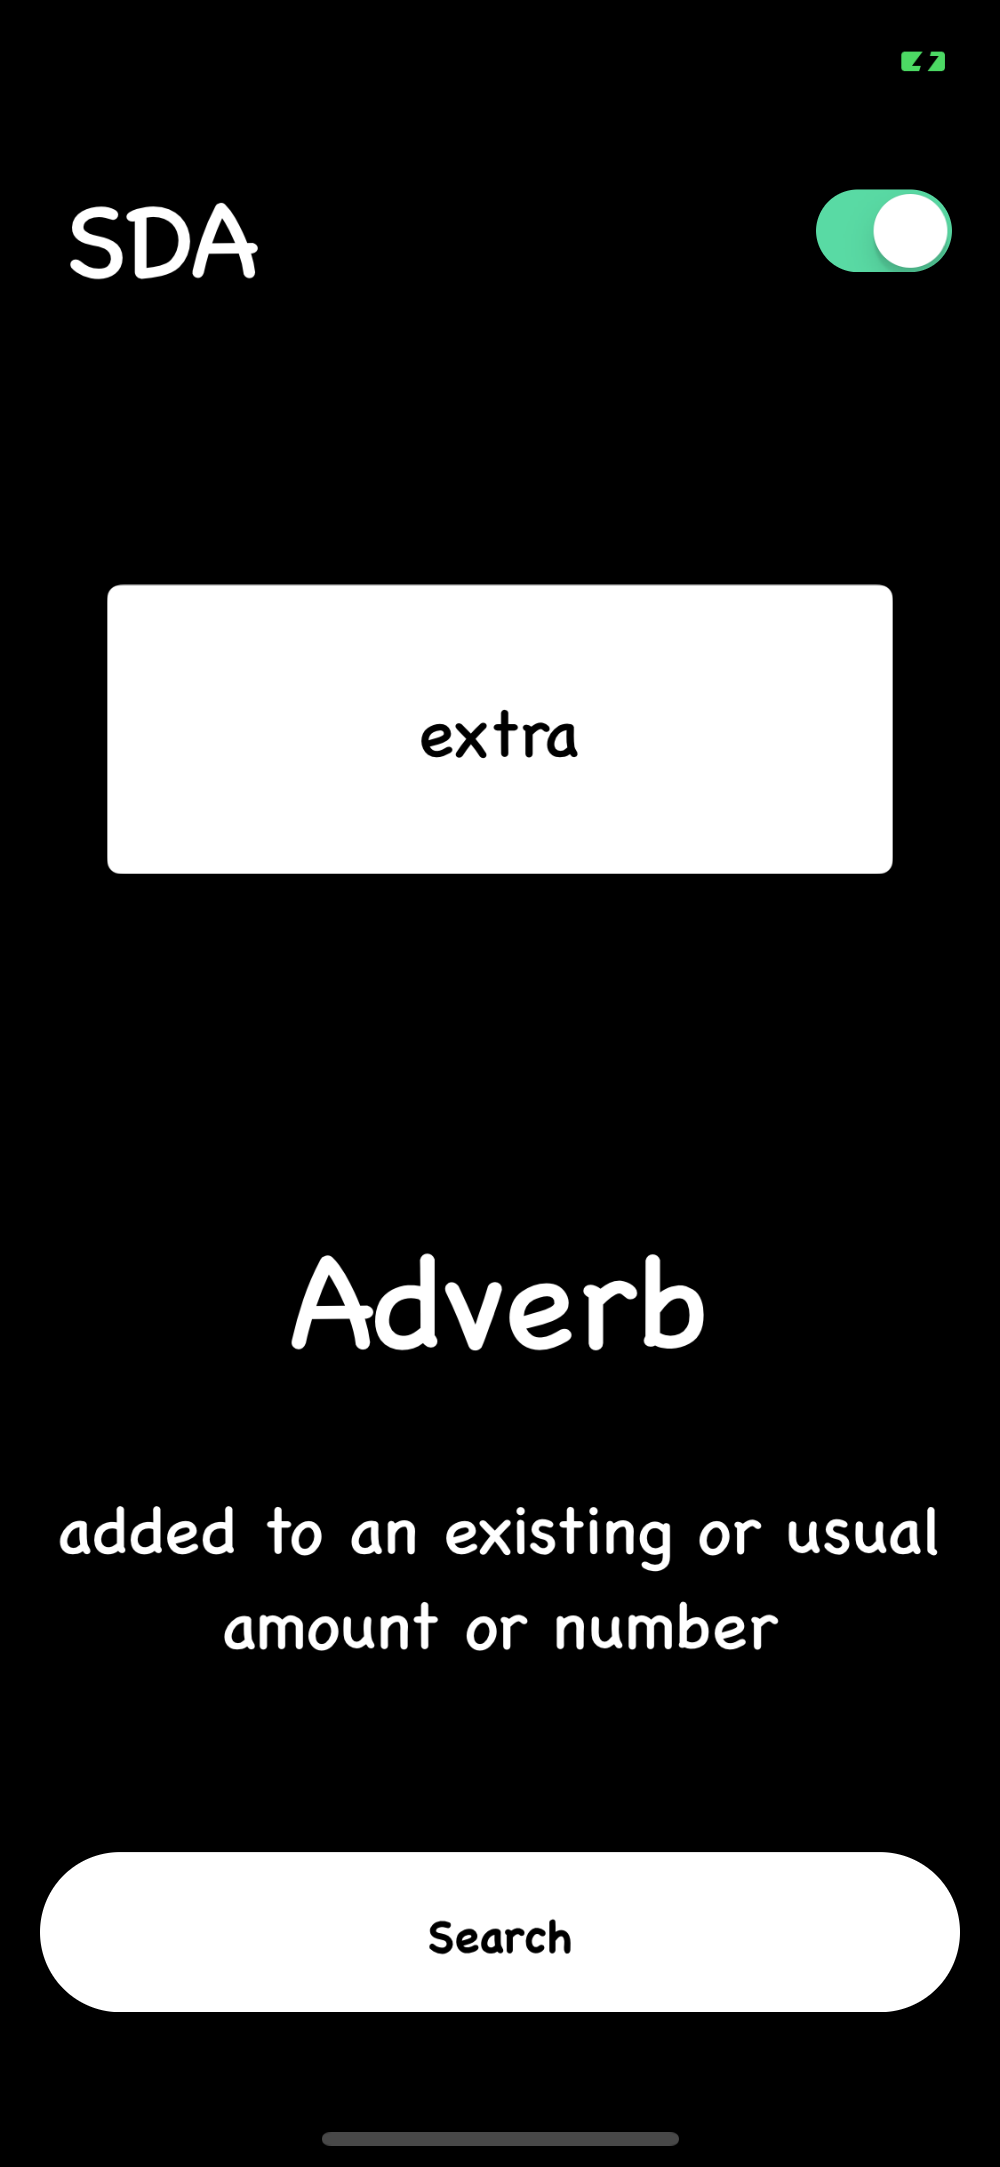 SDA
extra
Adverb
added to an existing or usual
amount or number
Search